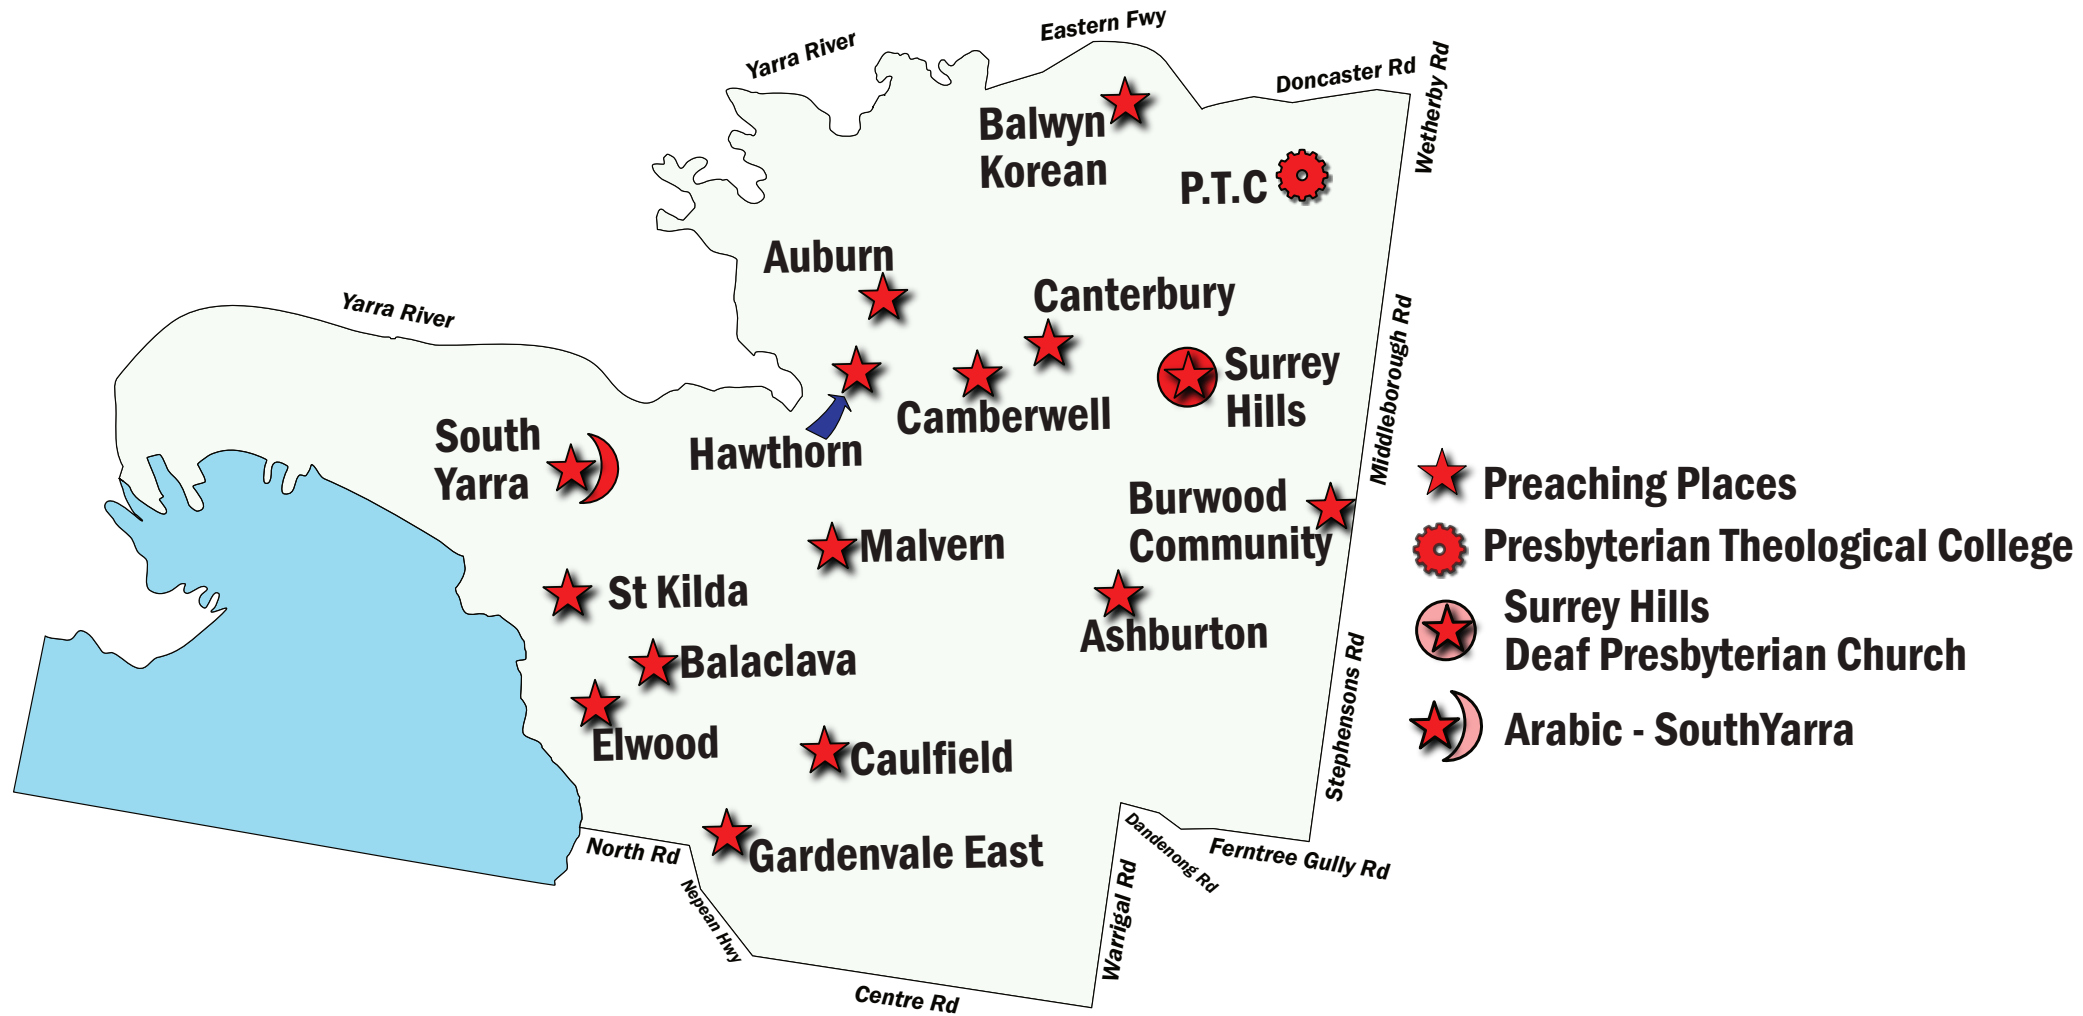 Eastern Fwy
Yarra River
Doncaster Rd
Wetherby Rd
Balwyn
Korean
P.T.C
Auburn
Canterbury
Yarra River
Middleborough Rd
Surrey
Hills
Camberwell
South
Yarra
Hawthorn
Burwood
Community
Malvern
St Kilda
Ashburton
Balaclava
Elwood
Caulfield
Stephensons Rd
Gardenvale East
North Rd
Nepean Hwy
Dandenong Rd
Ferntree Gully Rd
Warrigal Rd
Centre Rd
Preaching Places
Presbyterian Theological College
Surrey Hills
Deaf Presbyterian Church
Arabic - SouthYarra